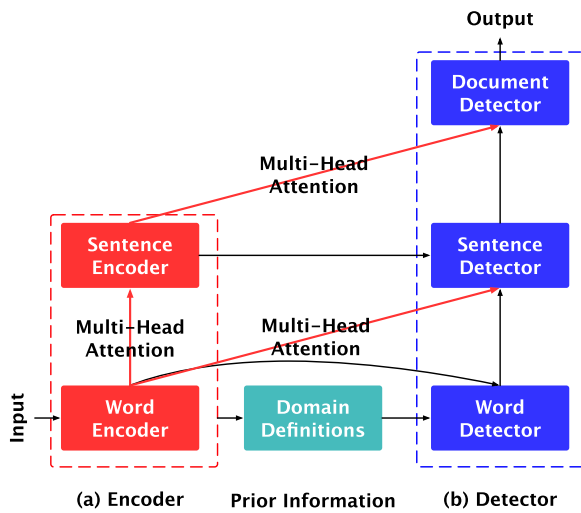 Output
Document
Detector
Multi-Head
Attention
Sentence
Encoder
Sentence
Detector
Multi-Head
Attention
Multi-Head
Attention
Input
Word
Encoder
Domain
Definitions
Word
Detector
(a) Encoder
Prior Information
(b) Detector